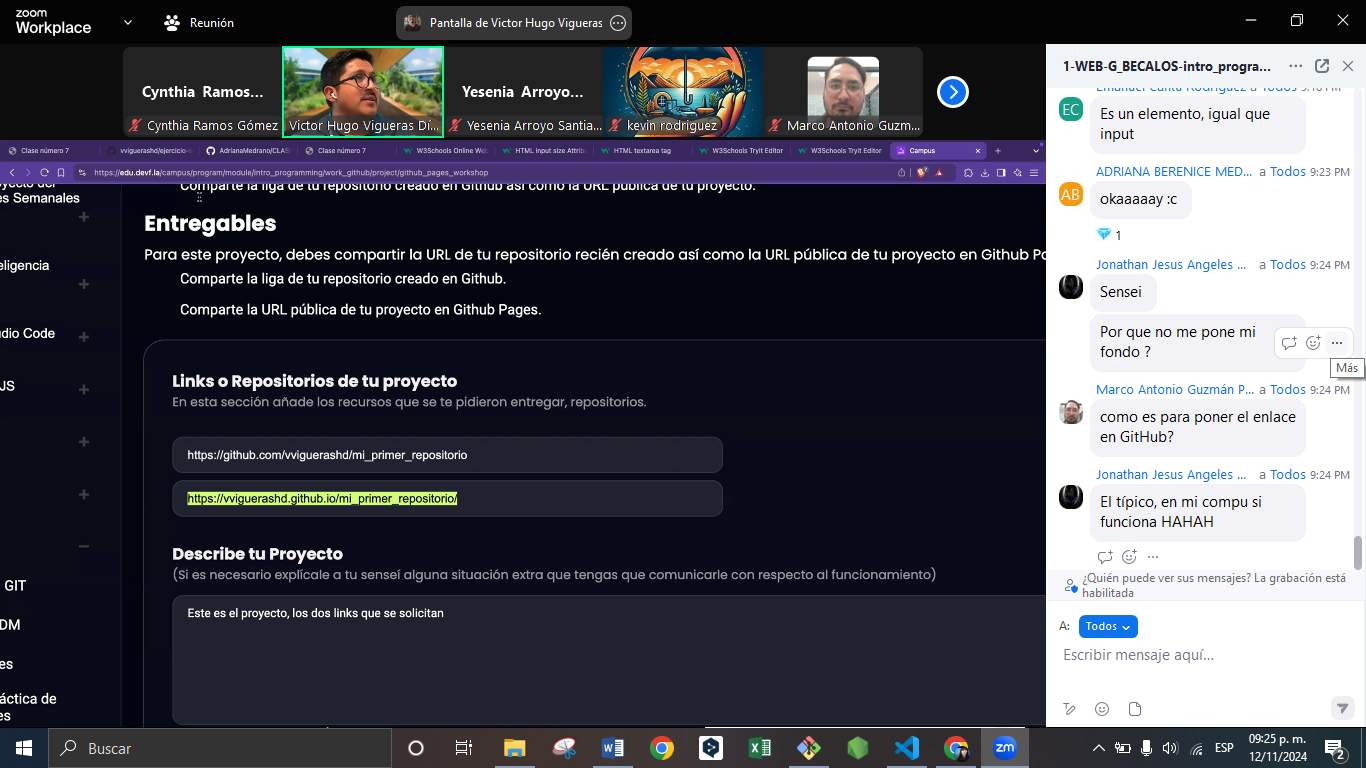 zoom
Workplace
Reunión
Pantalla de Victor Hugo Vigueras
Cynthia Ramos...
Cynthia Ramos Gómez
Victor Hugo Vigueras Di...
Yesenia Arroyo...
Yesenia Arroyo Santia...
kevin rodriguez
Marco Antonio Guzm...
Clase número 7
vviguerashd/ejercicio-v
AdrianaMedrano/CLAS
Clase número 7
W3Schools Online Web
HTML input size Attrib
HTML textarea tag
W3Schools Tryit Editor
W3Schools Tryit Editor
Campus
https://edu.devf.la/campus/program/module/intro_programming/work_github/project/github_pages_workshop
es Semanales
eligencia
dio Code
JS
GIT
DM
es
áctica de
es
Comparte la liga de tu repositorio creado en Github así como la URL pública de tu proyecto.
Entregables
Para este proyecto, debes compartir la URL de tu repositorio recién creado así como la URL pública de tu proyecto en Github Pa
Comparte la liga de tu repositorio creado en Github.
Comparte la URL pública de tu proyecto en Github Pages.
Links o Repositorios de tu proyecto
En esta sección añade los recursos que se te pidieron entregar, repositorios.
https://github.com/vviguerashd/mi_primer_repositorio
https://vviguerashd.github.io/mi_primer_repositorio/
Describe tu Proyecto
(Si es necesario explícale a tu sensei alguna situación extra que tengas que comunicarle con respecto al funcionamiento)
Este es el proyecto, los dos links que se solicitan
1-WEB-G_BECALOS-intro_progra...
EC
Es un elemento, igual que
input
ADRIANA BERENICE MED... a Todos 9:23 PM
AB
okaaaaay :c
1
Jonathan Jesus Angeles ... a Todos 9:24 PM
Sensei
Por que no me pone mi
fondo ?
Más
Marco Antonio Guzmán P... a Todos 9:24 PM
como es para poner el enlace
en GitHub?
Jonathan Jesus Angeles ... a Todos 9:24 PM
El típico, en mi compu si
funciona HAHAH
¿Quién puede ver sus mensajes? La grabación está
habilitada
A: Todos
Escribir mensaje aquí...
Buscar
W
zm
ESP
09:25 p. m.
12/11/2024
2